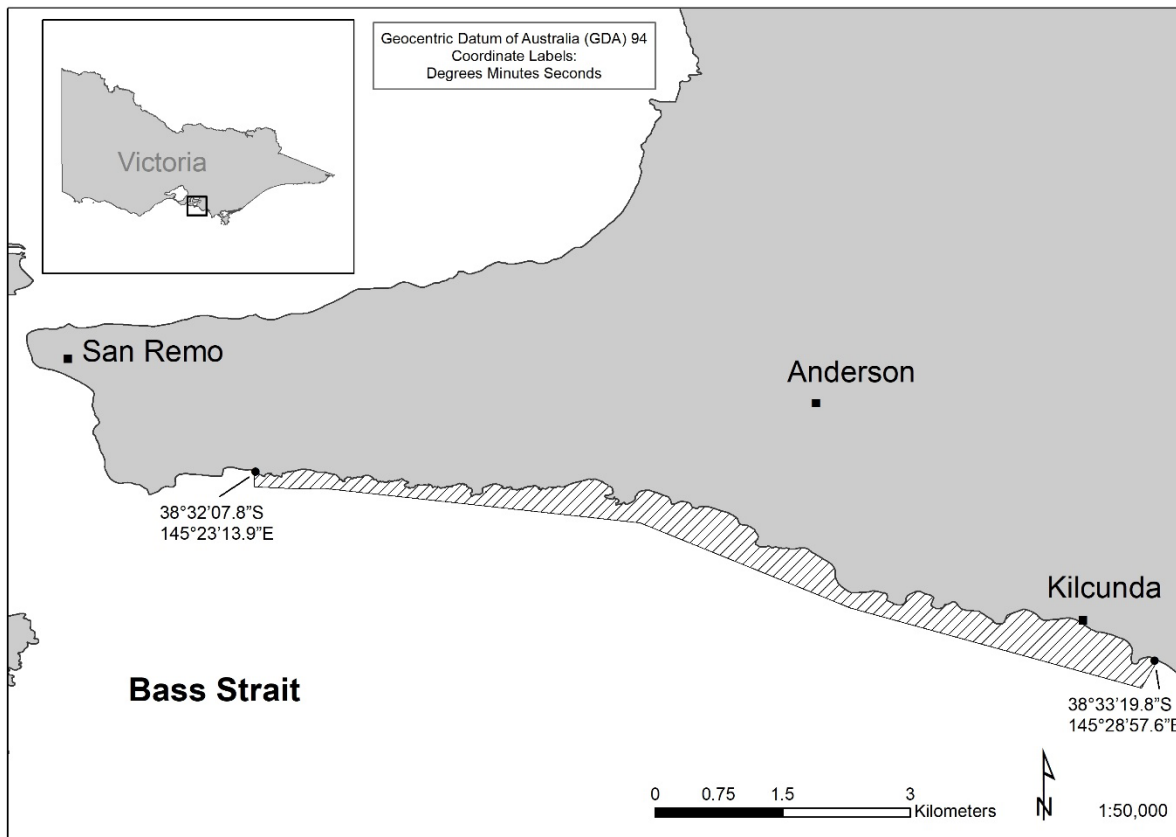 Geocentric Datum of Australia (GDA) 94
Coordinate Labels:
Degrees Minutes Seconds
Victoria
San Remo
Anderson
38°32’07.8”S
145°23’13.9”E
Kilcunda
Bass Strait
38°33’19.8”S
145°28’57.6”E
0 0.75 1.5 3
Kilometers
N
1:50,000